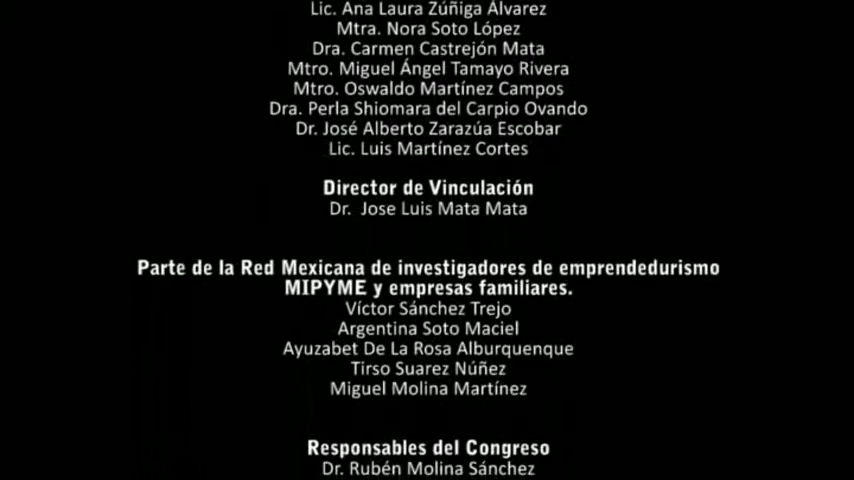 Lic. Ana Laura Zúñiga Álvarez
Mtra. Nora Soto López
Dra. Carmen Castrejón Mata
Mtro. Miguel Ángel Tamayo Rivera
Mtro. Oswaldo Martínez Campos
Dra. Perla Shiomara del Carpio Ovando
Dr. José Alberto Zarazúa Escobar
Lic. Luis Martínez Cortes
Director de Vinculación
Dr. Jose Luis Mata Mata
Parte de la Red Mexicana de investigadores de emprendedurismo
MIPYME y empresas familiares.
Víctor Sánchez Trejo
Argentina Soto Maciel
Ayuzabet De La Rosa Alburquenque
Tirso Suarez Núñez
Miguel Molina Martínez
Responsables del Congreso
Dr. Rubén Molina Sánchez